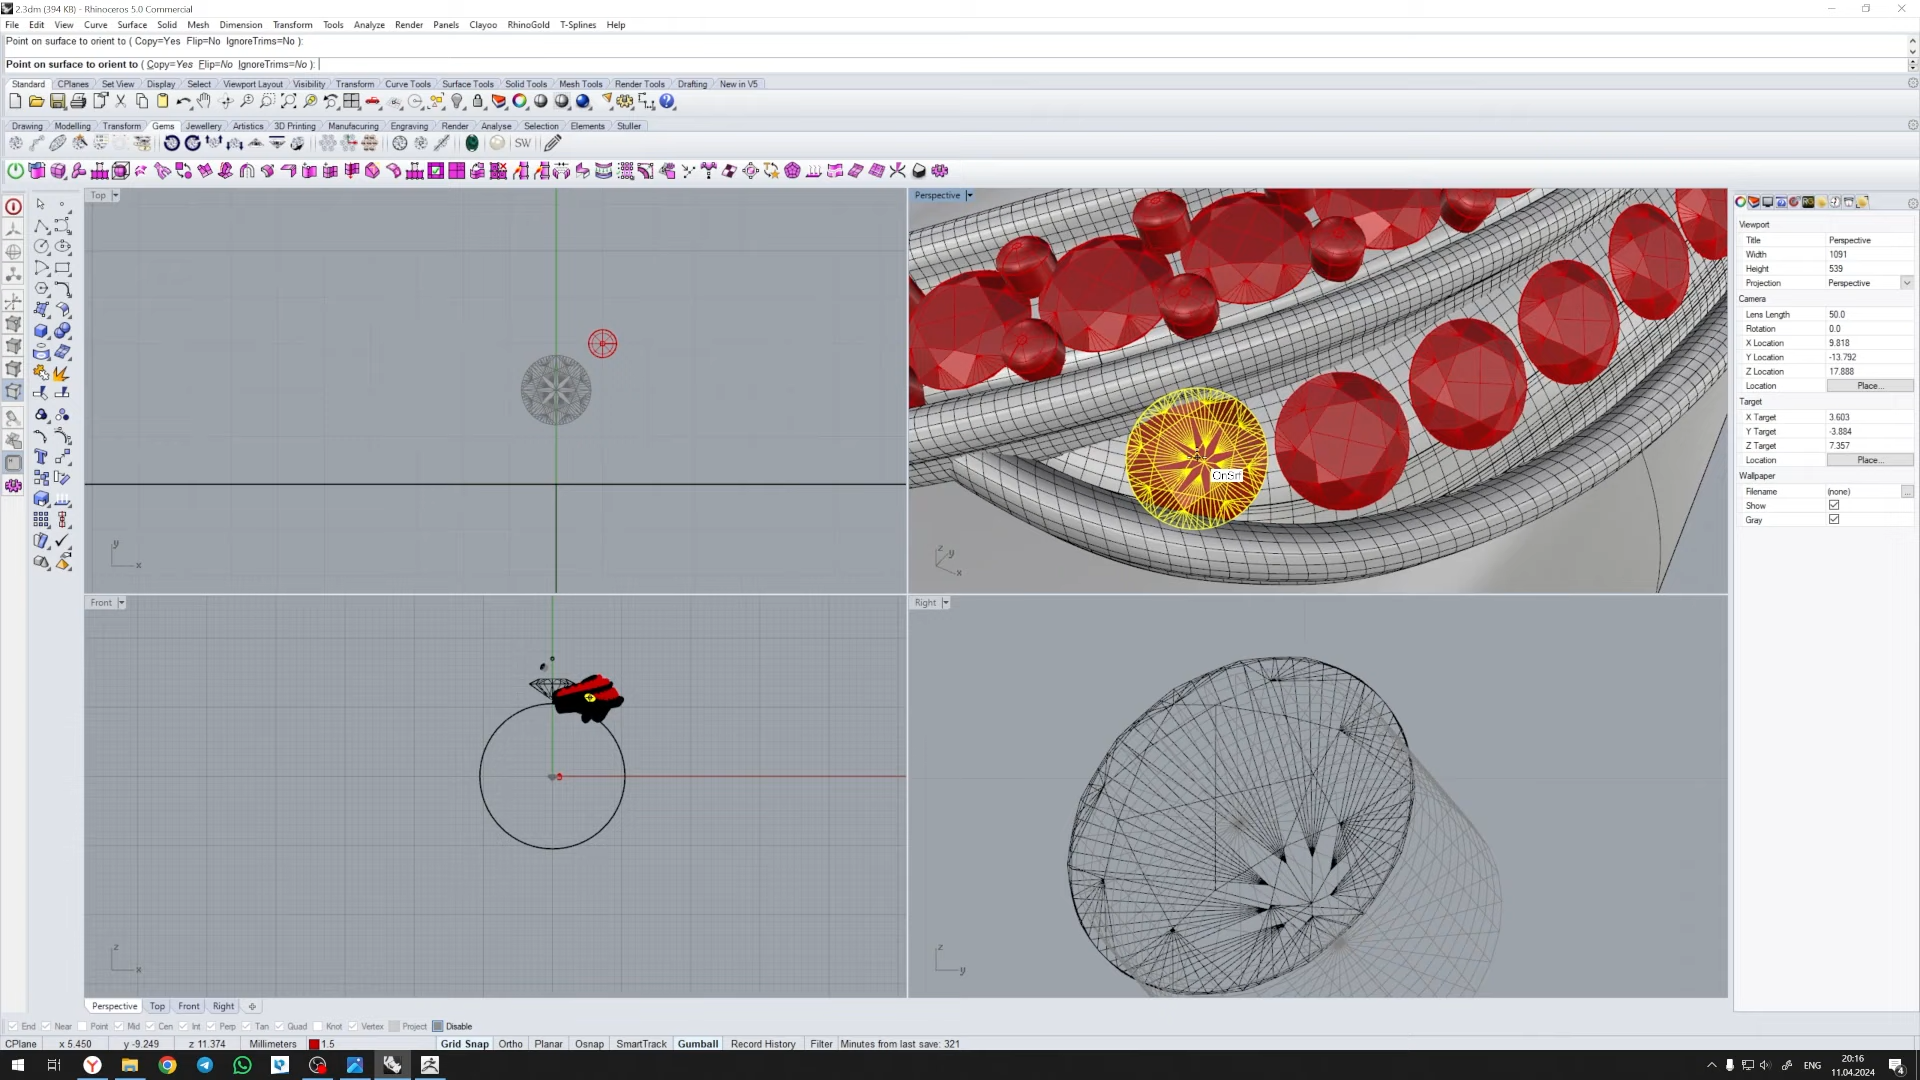 2.3dm (394 KB) - Rhinoceros 5.0 Commercial
File Edit View Curve Surface Solid Mesh Dimension Transform Tools Analyze Render Panels Clayoo RhinoGold T-Splines Help
Point on surface to orient to ( Copy=Yes Flip=No IgnoreTrims=No ):
Point on surface to orient to ( Copy=Yes Flip=No IgnoreTrims=No ):
Standard CPlanes Set View Display Select Viewport Layout Visibility Transform Curve Tools Surface Tools Solid Tools Mesh Tools Render Tools Drafting New in V5
Drawing Modelling Transform Gems Jewellery Artistics 3D Printing Manufacuring Engraving Render Analyse Selection Elements Stuller
SW
Top
Perspective
OnSrf
y
x
z
y
x
Front
Right
z
x
z
y
Viewport
Title Perspective
Width 1091
Height 539
Projection Perspective
Camera
Lens Length 50.0
Rotation 0.0
X Location 9.818
Y Location -13.792
Z Location 17.888
Location Place...
Target
X Target 3.603
Y Target -3.884
Z Target 7.357
Location Place...
Wallpaper
Filename (none) ...
Show
Gray
Perspective Top Front Right
End Near Point Mid Cen Int Perp Tan Quad Knot Vertex Project Disable
CPlane x 5.450 y -9.249 z 11.374 Millimeters 1.5 Grid Snap Ortho Planar Osnap SmartTrack Gumball Record History Filter Minutes from last save: 321
ENG
20:16
11.04.2024
4